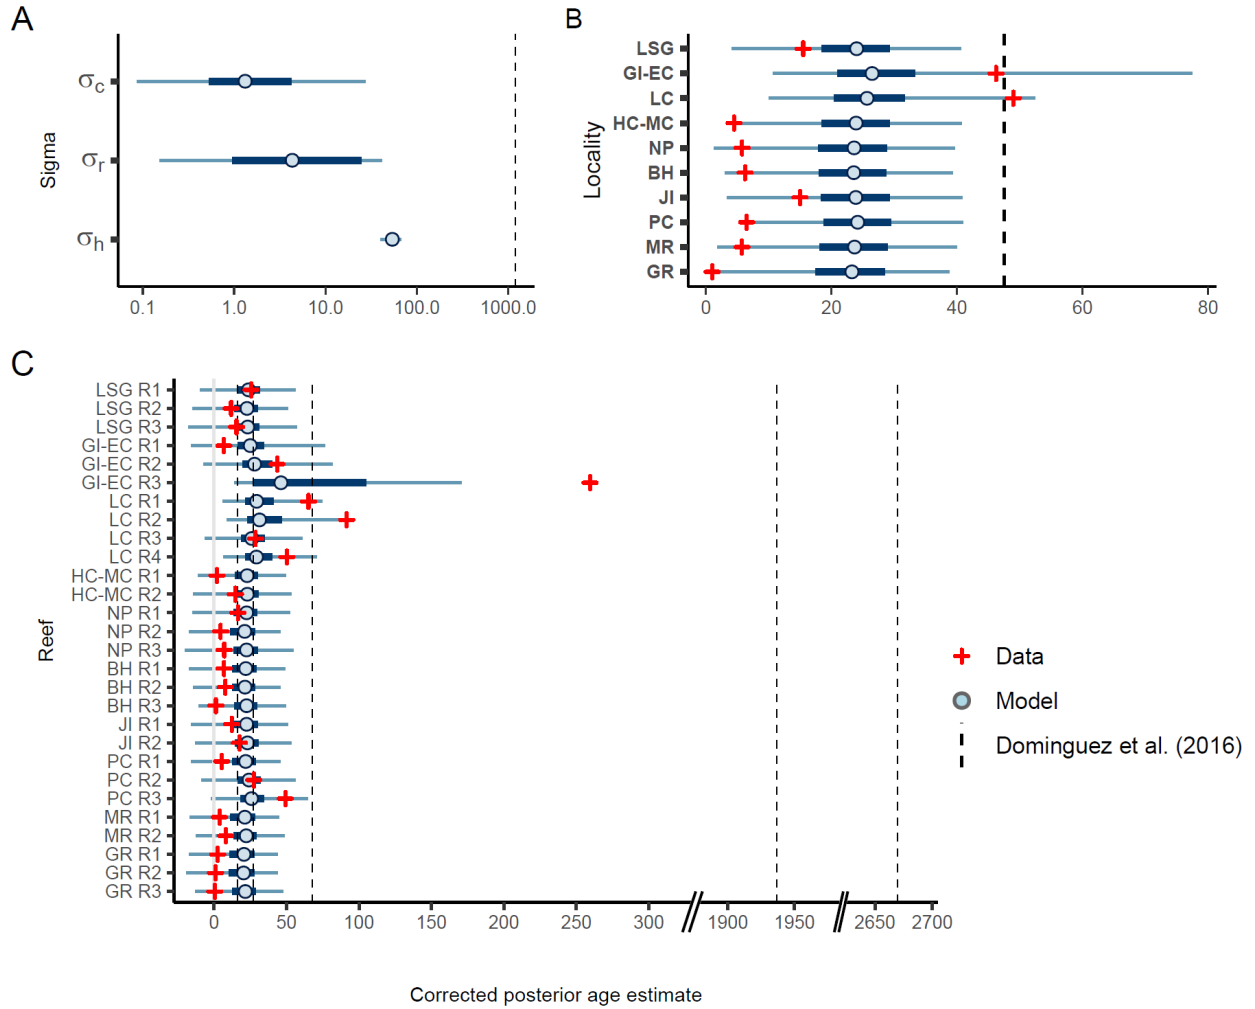 A
Sigma
σc
σr
σh
0.1 1.0 10.0 100.0 1000.0
B
Locality
LSG
GI-EC
LC
HC-MC
NP
BH
JI
PC
MR
GR
0 20 40 60 80
C
Reef
LSG R1
LSG R2
LSG R3
GI-EC R1
GI-EC R2
GI-EC R3
LC R1
LC R2
LC R3
LC R4
HC-MC R1
HC-MC R2
NP R1
NP R2
NP R3
BH R1
BH R2
BH R3
JI R1
JI R2
PC R1
PC R2
PC R3
MR R1
MR R2
GR R1
GR R2
GR R3
0 50 100 150 200 250 300 1900 1950 2650 2700
Data
Model
Dominguez et al. (2016)
Corrected posterior age estimate